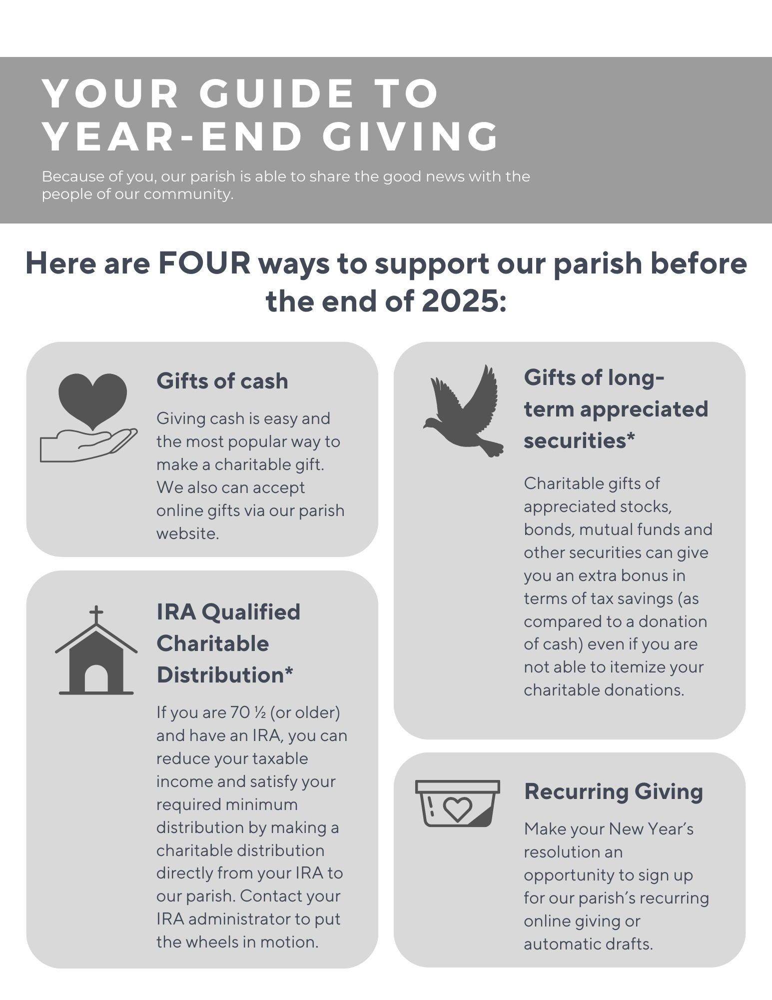 YOUR GUIDE TO
YEAR-END GIVING
Because of you, our parish is able to share the good news with the
people of our community.
Here are FOUR ways to support our parish before
the end of 2025:
Gifts of cash
Giving cash is easy and
the most popular way to
make a charitable gift.
We also can accept
online gifts via our parish
website.
IRA Qualified
Charitable
Distribution*
If you are 70 ½ (or older)
and have an IRA, you can
reduce your taxable
income and satisfy your
required minimum
distribution by making a
charitable distribution
directly from your IRA to
our parish. Contact your
IRA administrator to put
the wheels in motion.
Gifts of long-
term appreciated
securities*
Charitable gifts of
appreciated stocks,
bonds, mutual funds and
other securities can give
you an extra bonus in
terms of tax savings (as
compared to a donation
of cash) even if you are
not able to itemize your
charitable donations.
Recurring Giving
Make your New Year’s
resolution an
opportunity to sign up
for our parish’s recurring
online giving or
automatic drafts.